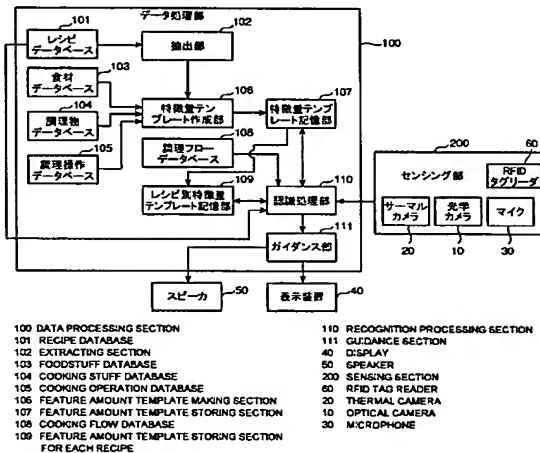 データ処理部
101
レシピ
データベース
102
抽出部
100
103
食材
データベース
104
調理物
データベース
105
調理操作
データベース
106
特徴量テン
プレート作成部
107
特徴量テンプ
レート記憶部
108
調理フロー
データベース
109
レシピ別特徴量
テンプレート記憶部
110
認識処理部
111
ガイダンス部
200
センシング部
60
RFID
タグリーダ
サーマル
カメラ
光学
カメラ
マイク
20
10
30
スピーカ
50
表示装置
40
100 DATA PROCESSING SECTION
101 RECIPE DATABASE
102 EXTRACTING SECTION
103 FOODSTUFF DATABASE
104 COOKING STUFF DATABASE
105 COOKING OPERATION DATABASE
106 FEATURE AMOUNT TEMPLATE MAKING SECTION
107 FEATURE AMOUNT TEMPLATE STORING SECTION
108 COOKING FLOW DATABASE
109 FEATURE AMOUNT TEMPLATE STORING SECTION
FOR EACH RECIPE
110 RECOGNITION PROCESSING SECTION
111 GUIDANCE SECTION
40 DISPLAY
50 SPEAKER
200 SENSING SECTION
60 RFID TAG READER
20 THERMAL CAMERA
10 OPTICAL CAMERA
30 MICROPHONE